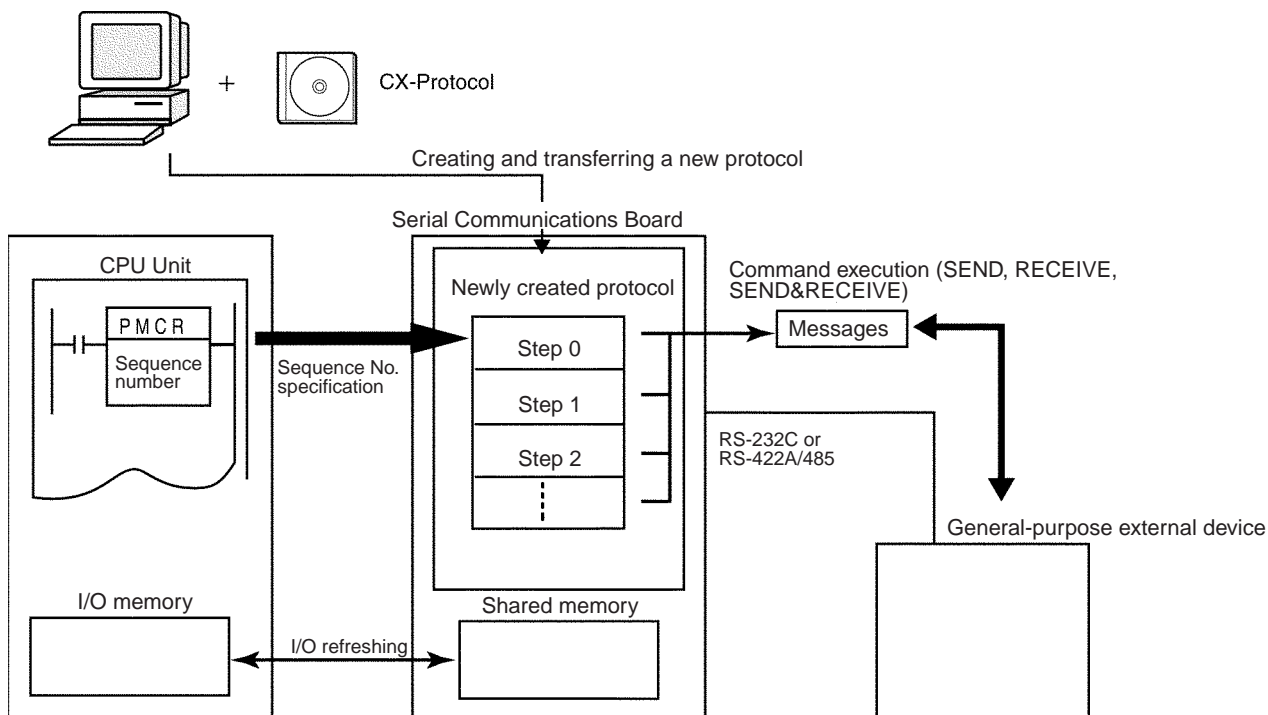 +
CX-Protocol
Creating and transferring a new protocol
Serial Communications Board
CPU Unit
PMCR
Sequence
number
Sequence No.
specification
Newly created protocol
Step 0
Step 1
Step 2
Command execution (SEND, RECEIVE,
SEND&RECEIVE)
Messages
RS-232C or
RS-422A/485
General-purpose external device
I/O memory
I/O refreshing
Shared memory